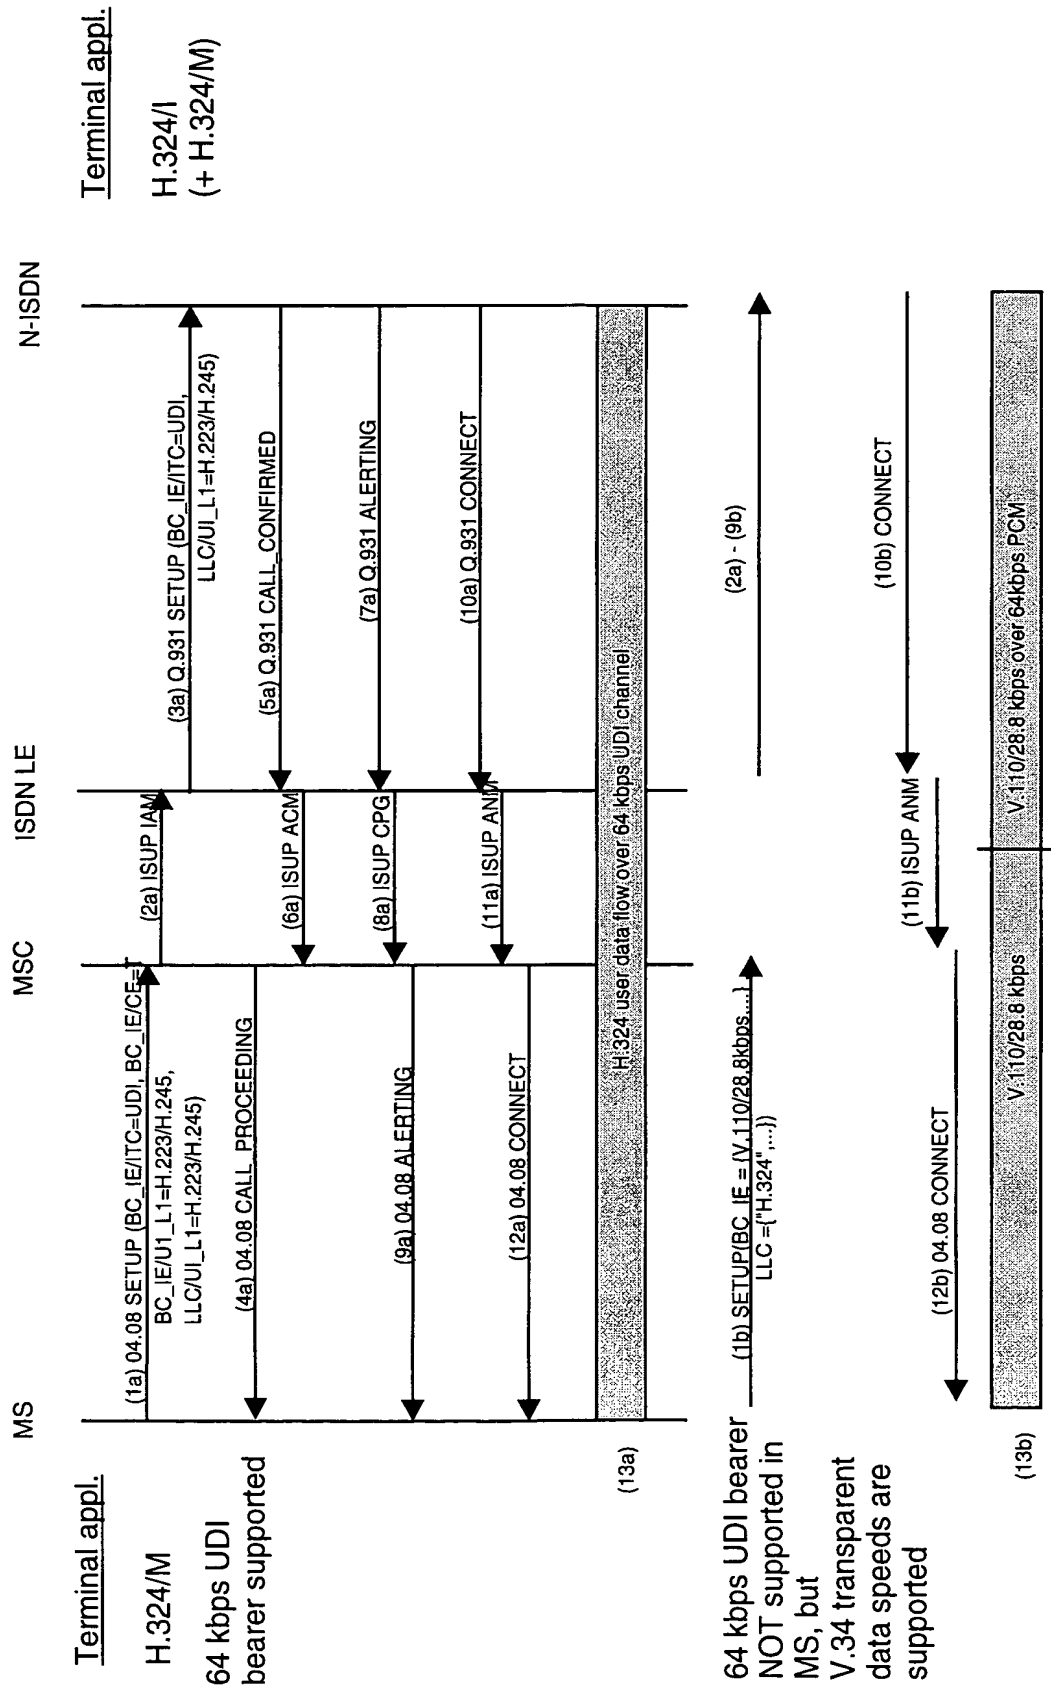 MS
MSC
ISDN LE
N-ISDN
Terminal appl.
H.324/M
64 kbps UDI
bearer supported
Terminal appl.
H.324/I
(+ H.324/M)
(1a) 04.08 SETUP (BC_IE/ITC=UDI, BC_IE/CE=T
BC_IE/U1_L1=H.223/H.245,
LLC/UI_L1=H.223/H.245)
(2a) ISUP IAM
(3a) Q.931 SETUP (BC_IE/ITC=UDI,
LLC/UI_L1=H.223/H.245)
(4a) 04.08 CALL_PROCEEDING
(5a) Q.931 CALL_CONFIRMED
(6a) ISUP ACM
(7a) Q.931 ALERTING
(8a) ISUP CPG
(9a) 04.08 ALERTING
(10a) Q.931 CONNECT
(11a) ISUP ANM
(12a) 04.08 CONNECT
(13a)
H.324 user data flow over 64 kbps UDI channel
64 kbps UDI bearer
NOT supported in
MS, but
V.34 transparent
data speeds are
supported
(1b) SETUP(BC_IE = {V.110/28.8kbps,...},
LLC ={"H.324",...})
(2a) - (9b)
(10b) CONNECT
(11b) ISUP ANM
(12b) 04.08 CONNECT
(13b)
V.110/28.8 kbps
V.110/28.8 kbps over 64kbps PCM